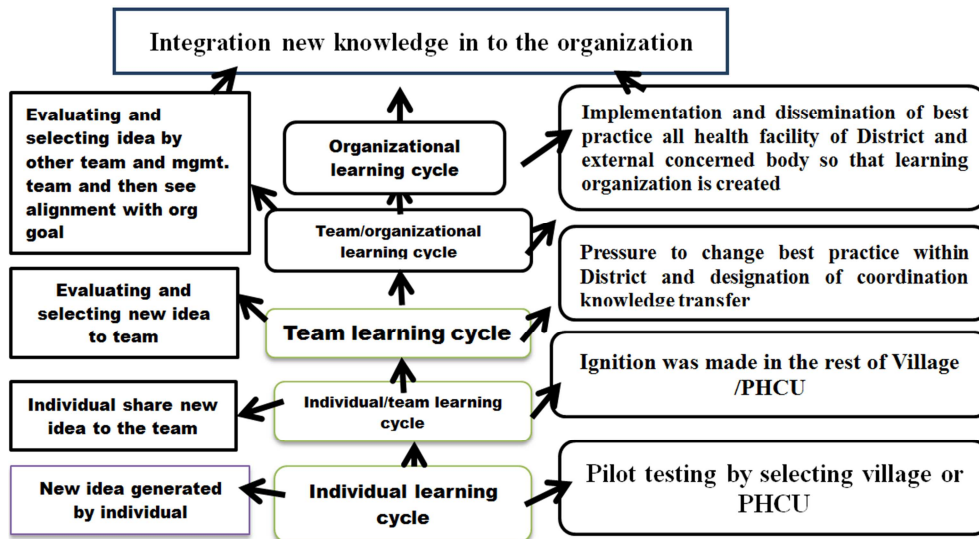 Integration new knowledge in to the organization
Evaluating and
selecting idea by
other team and mgmt.
team and then see
alignment with org
goal
Organizational
learning cycle
Implementation and dissemination of best
practice all health facility of District and
external concerned body so that learning
organization is created
Team/organizational
learning cycle
Pressure to change best practice within
District and designation of coordination
knowledge transfer
Evaluating and
selecting new idea
to team
Team learning cycle
Ignition was made in the rest of Village
/PHCU
Individual share new
idea to the team
Individual/team learning
cycle
New idea generated
by individual
Individual learning
cycle
Pilot testing by selecting village or
PHCU